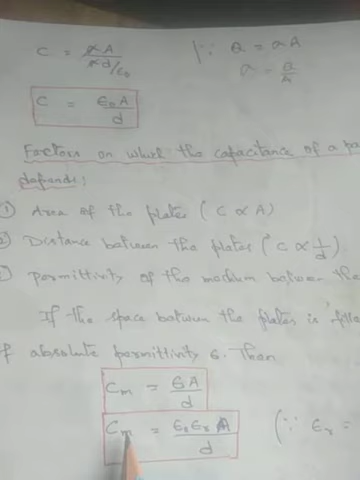 C = σA / σd/ε₀ (∵ Q = σA
σ = Q/A
C = ε₀A / d
Factors on which the capacitance of a pa
depends:
1) Area of the plates (C ∝ A)
2) Distance between the plates (C ∝ 1/d)
Permittivity of the medium between the
If the space between the plates is fille
f absolute permittivity ε. Then
Cm = εA / d
Cm = ε₀εᵣA / d (∵ εᵣ =